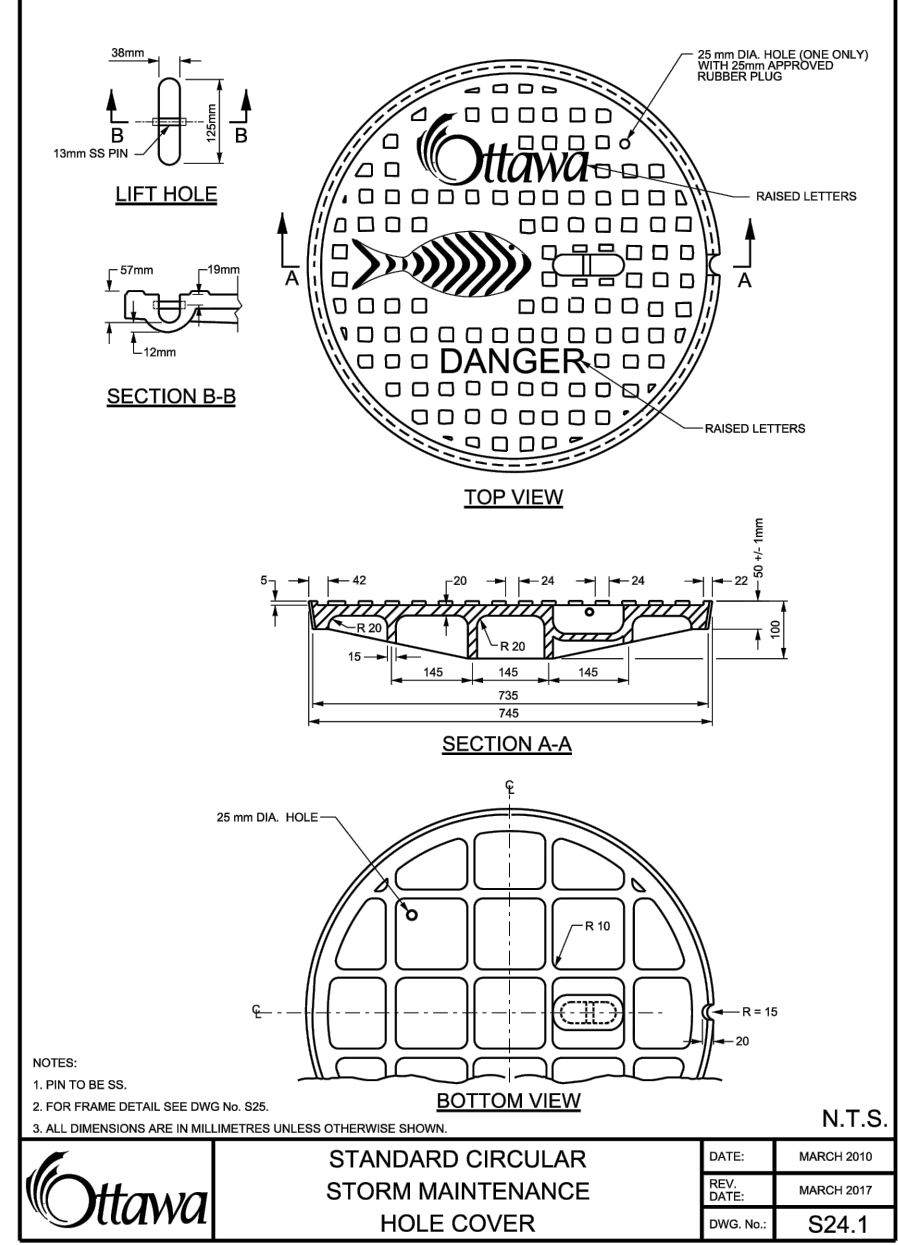 38mm
B
B
125mm
13mm SS PIN
LIFT HOLE
57mm
19mm
12mm
SECTION B-B
25 mm DIA. HOLE (ONE ONLY)
WITH 25mm APPROVED
RUBBER PLUG
Ottawa
RAISED LETTERS
A
A
DANGER
RAISED LETTERS
TOP VIEW
5
42
20
24
24
22
50 +/- 1mm
100
R 20
R 20
15
145
145
145
735
745
SECTION A-A
℄
25 mm DIA. HOLE
R 10
℄
R = 15
20
BOTTOM VIEW
NOTES:
1. PIN TO BE SS.
2. FOR FRAME DETAIL SEE DWG No. S25.
3. ALL DIMENSIONS ARE IN MILLIMETRES UNLESS OTHERWISE SHOWN.
N.T.S.
Ottawa
STANDARD CIRCULAR
STORM MAINTENANCE
HOLE COVER
DATE: MARCH 2010
REV.
DATE: MARCH 2017
DWG. No.: S24.1